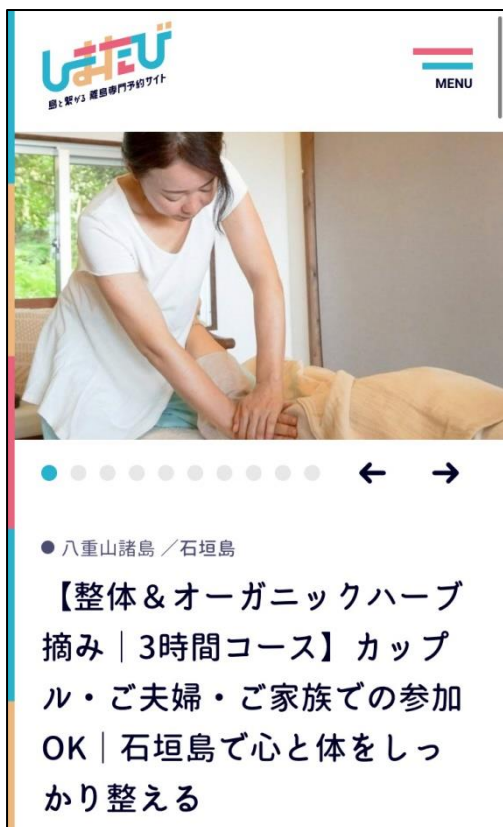 しまたび
島と繋がる 離島専門予約サイト
MENU
八重山諸島 ／石垣島
【整体＆オーガニックハーブ
摘み｜3時間コース】カップ
ル・ご夫婦・ご家族での参加
OK｜石垣島で心と体をしっ
かり整える